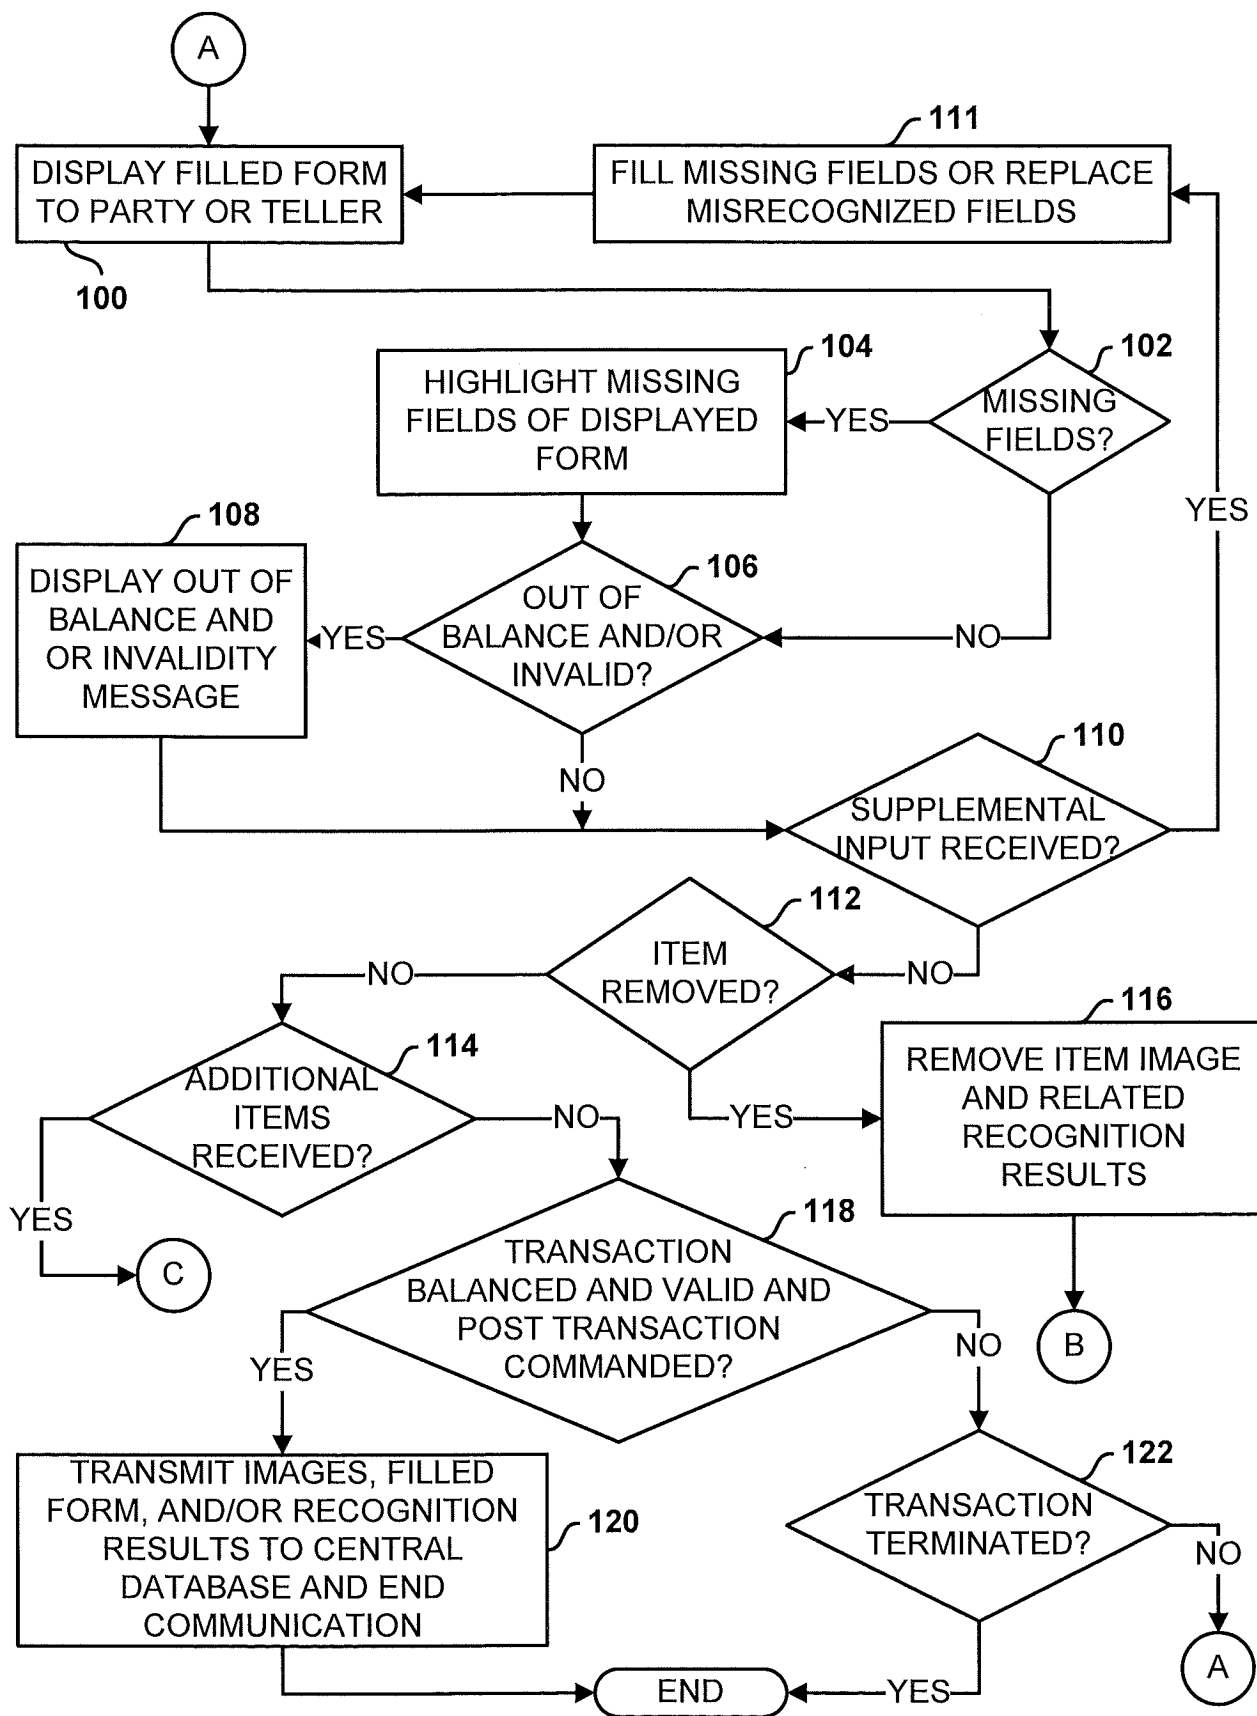 A
111
DISPLAY FILLED FORM
TO PARTY OR TELLER
FILL MISSING FIELDS OR REPLACE
MISRECOGNIZED FIELDS
100
104
102
HIGHLIGHT MISSING
FIELDS OF DISPLAYED
FORM
YES
MISSING
FIELDS?
YES
108
106
DISPLAY OUT OF
BALANCE AND
OR INVALIDITY
MESSAGE
YES
OUT OF
BALANCE AND/OR
INVALID?
NO
110
NO
SUPPLEMENTAL
INPUT RECEIVED?
112
NO
ITEM
REMOVED?
NO
116
114
ADDITIONAL
ITEMS
RECEIVED?
NO
YES
REMOVE ITEM IMAGE
AND RELATED
RECOGNITION
RESULTS
YES
118
C
TRANSACTION
BALANCED AND VALID AND
POST TRANSACTION
COMMANDED?
B
YES
NO
122
TRANSMIT IMAGES, FILLED
FORM, AND/OR RECOGNITION
RESULTS TO CENTRAL
DATABASE AND END
COMMUNICATION
120
TRANSACTION
TERMINATED?
NO
A
END
YES